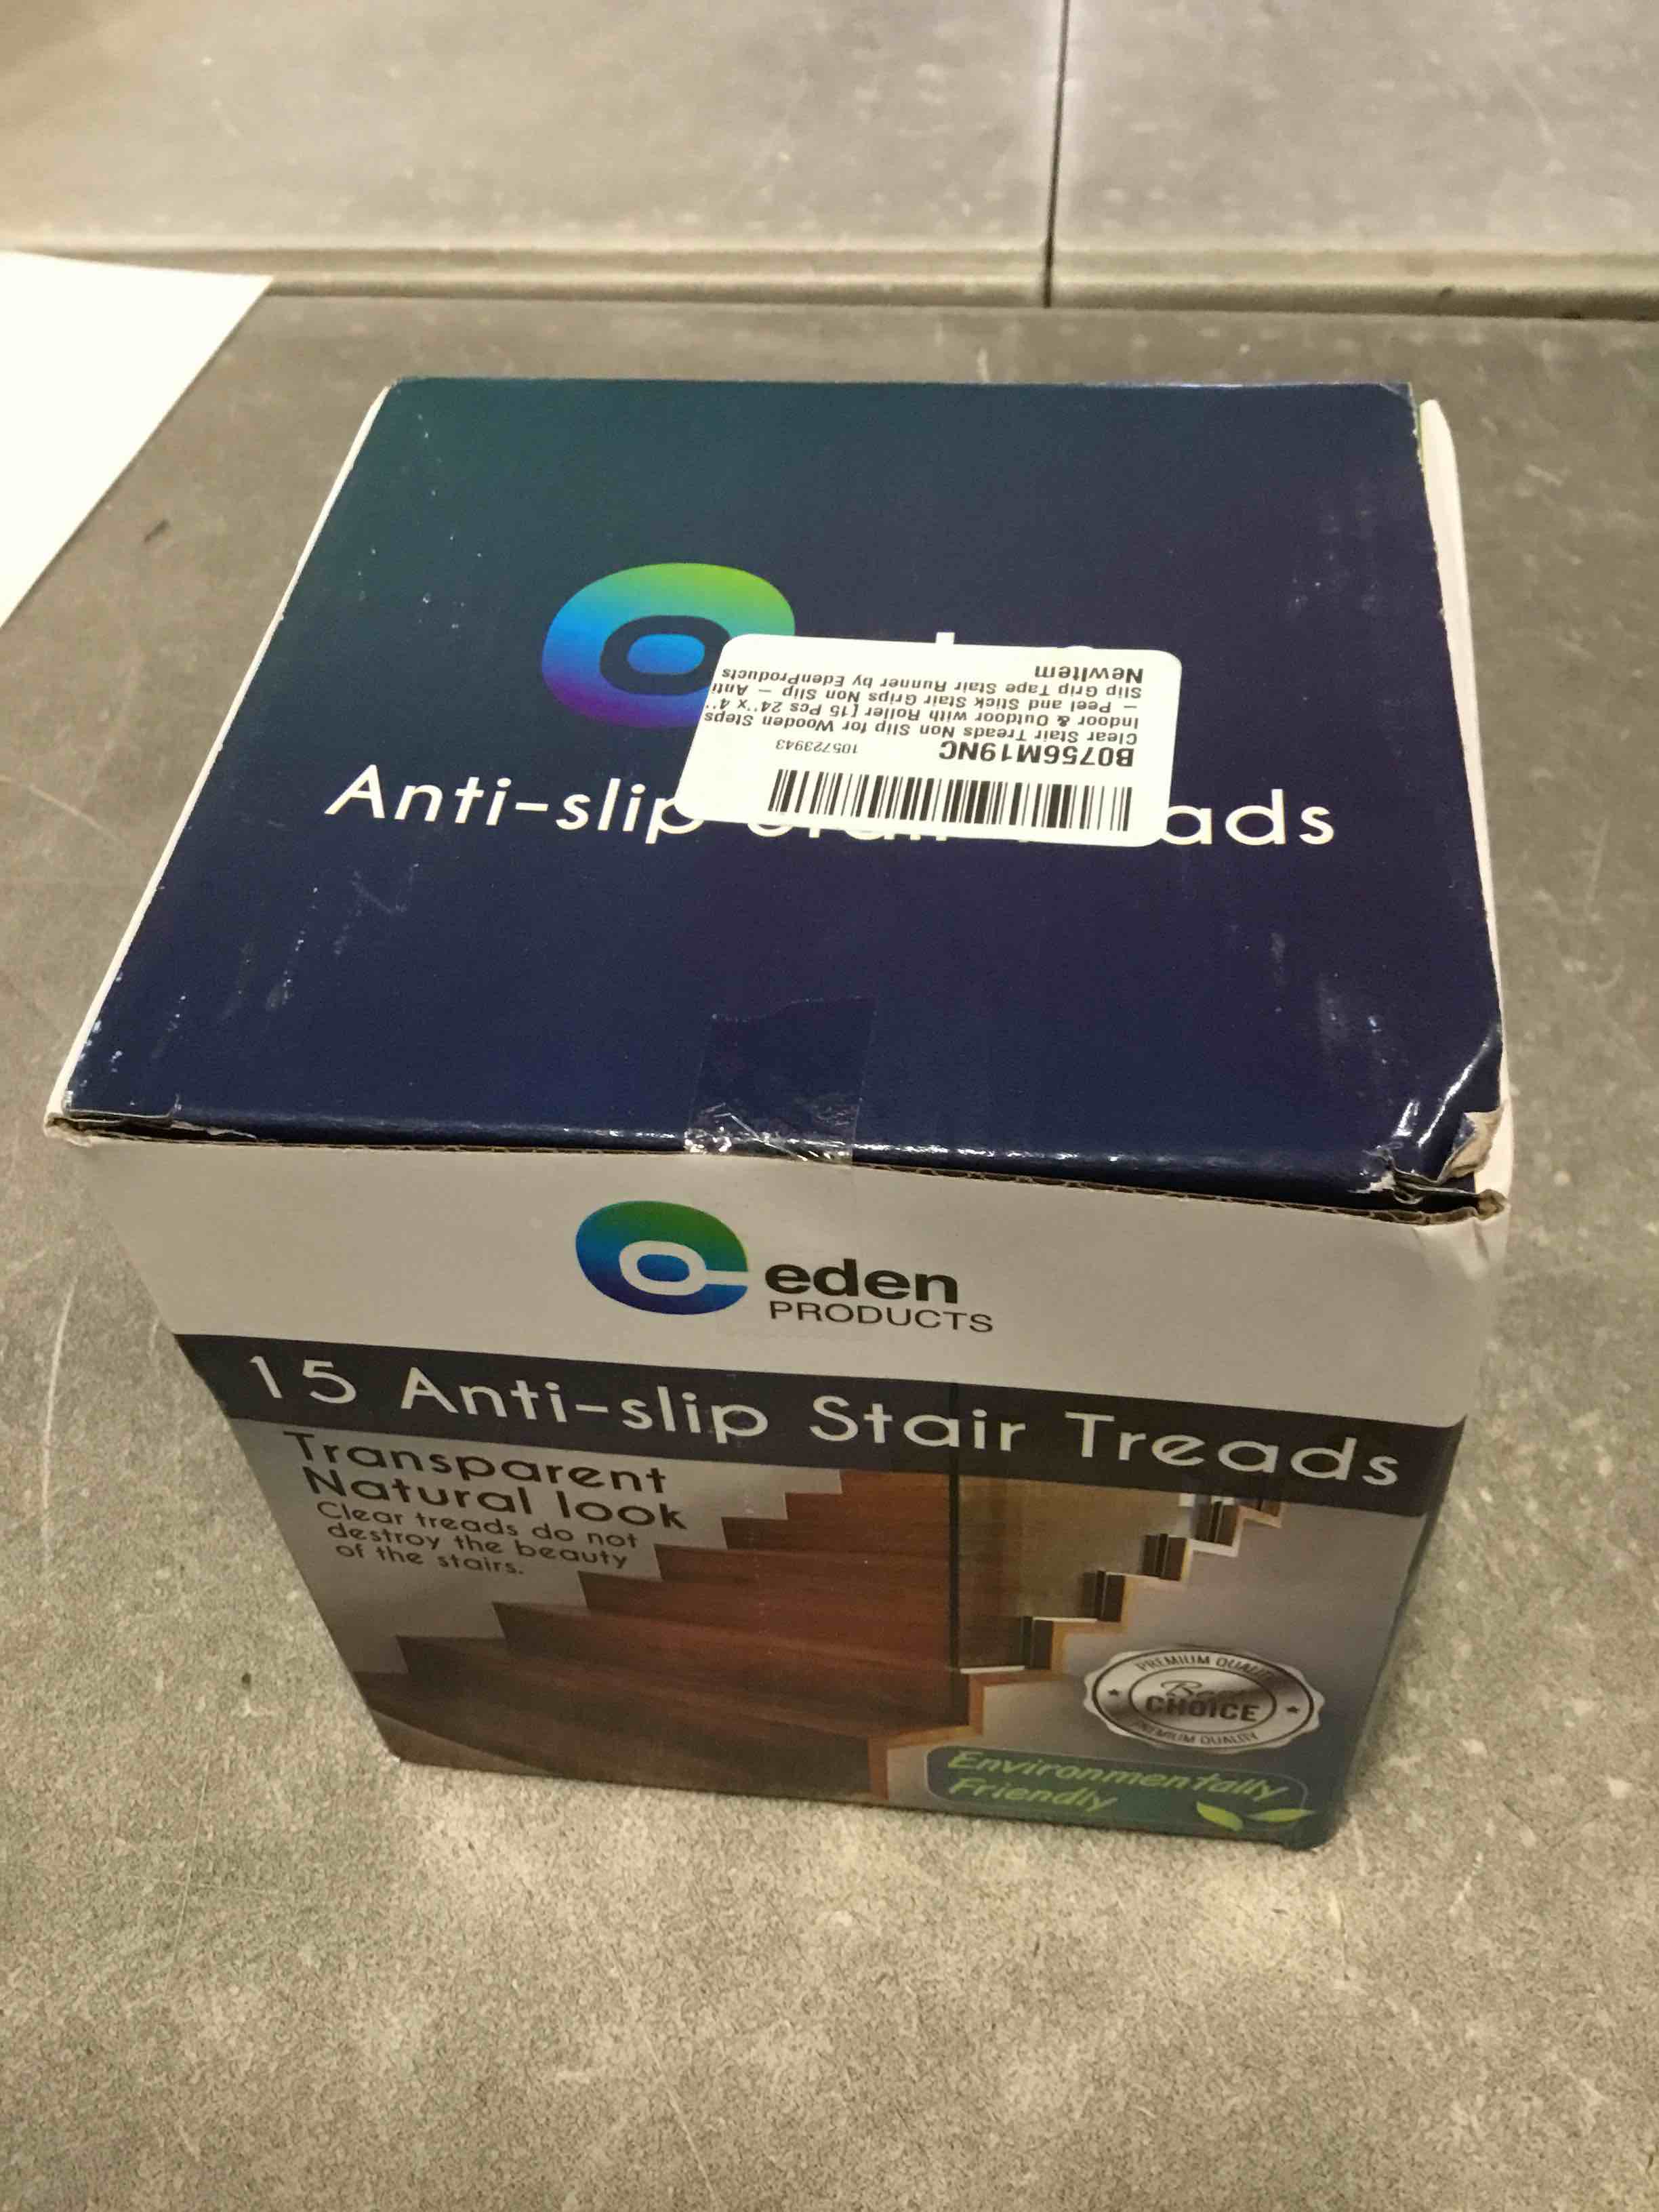 NewItem
Slip Grip Tape Stair Runner by EdenProducts
– Peel and Stick Stair Grips Non Slip – Anti
Indoor & Outdoor with Roller [15 Pcs 24''x 4''
Clear Stair Treads Non Slip for Wooden Steps
B0756M19NC 105723943
Anti-slip Stair Treads
eden
PRODUCTS
15 Anti-slip Stair Treads
Transparent
Natural look
Clear treads do not
destroy the beauty
of the stairs.
PREMIUM QUALITY
CHOICE
PREMIUM QUALITY
Environmentally
Friendly